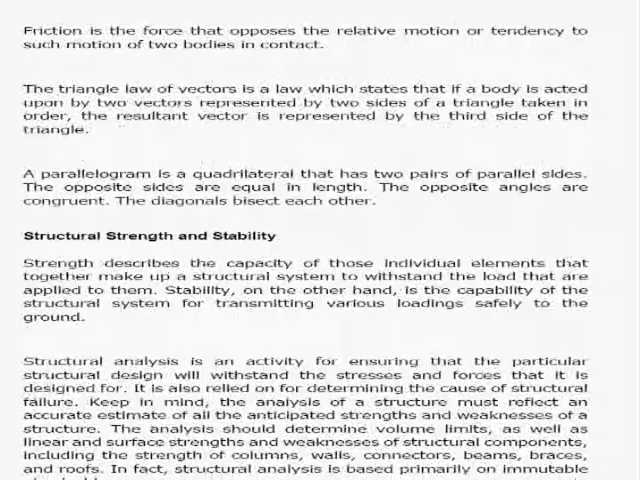 Friction is the force that opposes the relative motion or tendency to
such motion of two bodies in contact.
The triangle law of vectors is a law which states that if a body is acted
upon by two vectors represented by two sides of a triangle taken in
order, the resultant vector is represented by the third side of the
triangle.
A parallelogram is a quadrilateral that has two pairs of parallel sides.
The opposite sides are equal in length. The opposite angles are
congruent. The diagonals bisect each other.
Structural Strength and Stability
Strength describes the capacity of those individual elements that
together make up a structural system to withstand the load that are
applied to them. Stability, on the other hand, is the capability of the
structural system for transmitting various loadings safely to the
ground.
Structural analysis is an activity for ensuring that the particular
structural design will withstand the stresses and forces that it is
designed for. It is also relied on for determining the cause of structural
failure. Keep in mind, the analysis of a structure must reflect an
accurate estimate of all the anticipated strengths and weaknesses of a
structure. The analysis should determine volume limits, as well as
linear and surface strengths and weaknesses of structural components,
including the strength of columns, walls, connectors, beams, braces,
and roofs. In fact, structural analysis is based primarily on immutable